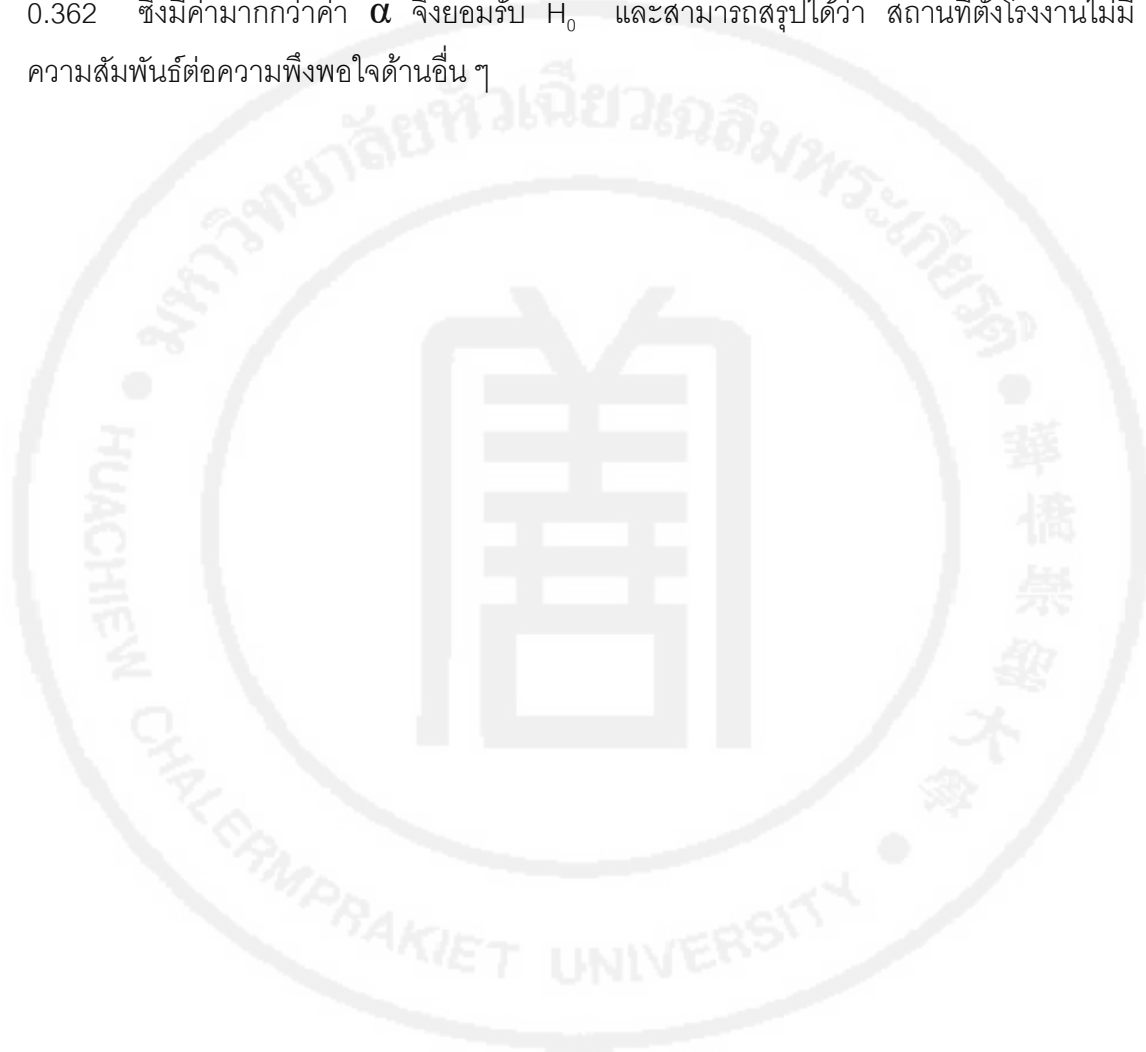 0.362 ซึ่งมีค่ามากกว่าค่า α จึงยอมรับ H₀ และสามารถสรุปได้ว่า สถานที่ตั้งโรงงานไม่มี
ความสัมพันธ์ต่อความพึงพอใจด้านอื่น ๆ
มหาวิทยาลัยหัวเฉียวเฉลิมพระเกียรติ
HUACHIEW CHALERMPRAKIET UNIVERSITY
華僑崇聖大學